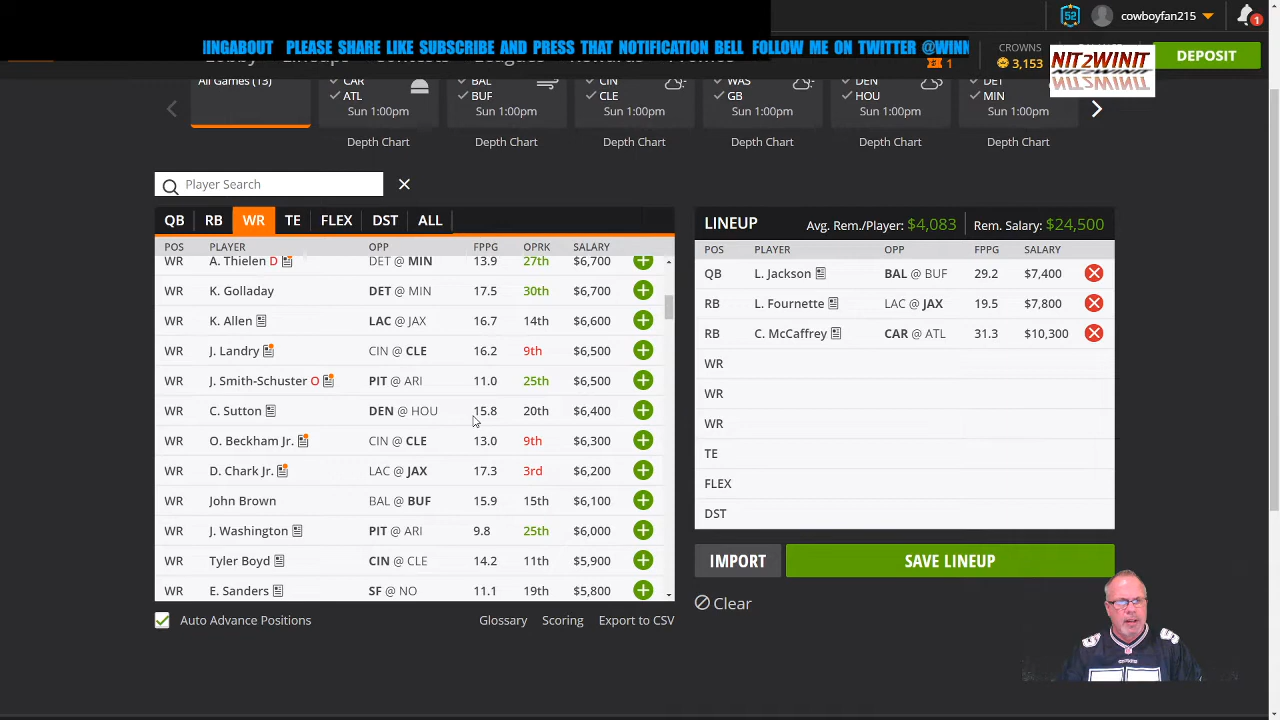 INGABOUT PLEASE SHARE LIKE SUBSCRIBE AND PRESS THAT NOTIFICATION BELL FOLLOW ME ON TWITTER @WINN
52 cowboyfan215 1
CROWNS
3,153
1
NIT2WINIT
DEPOSIT
All Games (13)
CAR
ATL
Sun 1:00pm
Depth Chart
BAL
BUF
Sun 1:00pm
Depth Chart
CIN
CLE
Sun 1:00pm
Depth Chart
WAS
GB
Sun 1:00pm
Depth Chart
DEN
HOU
Sun 1:00pm
Depth Chart
DET
MIN
Sun 1:00pm
Depth Chart
Player Search
QB RB WR TE FLEX DST ALL
POS PLAYER OPP FPPG OPRK SALARY
WR A. Thielen D DET @ MIN 13.9 27th $6,700
WR K. Golladay DET @ MIN 17.5 30th $6,700
WR K. Allen LAC @ JAX 16.7 14th $6,600
WR J. Landry CIN @ CLE 16.2 9th $6,500
WR J. Smith-Schuster O PIT @ ARI 11.0 25th $6,500
WR C. Sutton DEN @ HOU 15.8 20th $6,400
WR O. Beckham Jr. CIN @ CLE 13.0 9th $6,300
WR D. Chark Jr. LAC @ JAX 17.3 3rd $6,200
WR John Brown BAL @ BUF 15.9 15th $6,100
WR J. Washington PIT @ ARI 9.8 25th $6,000
WR Tyler Boyd CIN @ CLE 14.2 11th $5,900
WR E. Sanders SF @ NO 11.1 19th $5,800
Auto Advance Positions Glossary Scoring Export to CSV
LINEUP Avg. Rem./Player: $4,083 Rem. Salary: $24,500
POS PLAYER OPP FPPG SALARY
QB L. Jackson BAL @ BUF 29.2 $7,400
RB L. Fournette LAC @ JAX 19.5 $7,800
RB C. McCaffrey CAR @ ATL 31.3 $10,300
WR
WR
WR
TE
FLEX
DST
IMPORT SAVE LINEUP
Clear